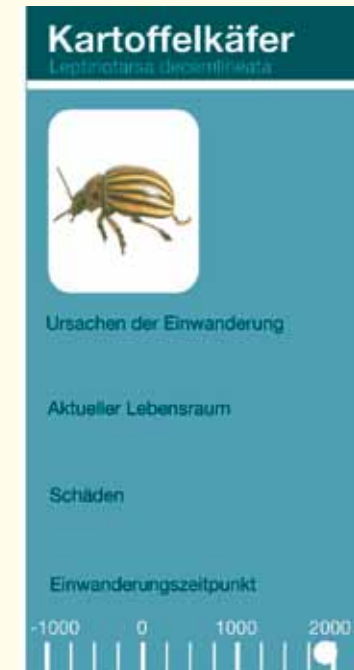 Kartoffelkäfer
Leptinotarsa decemlineata
Ursachen der Einwanderung
Aktueller Lebensraum
Schäden
Einwanderungszeitpunkt
-1000 0 1000 2000